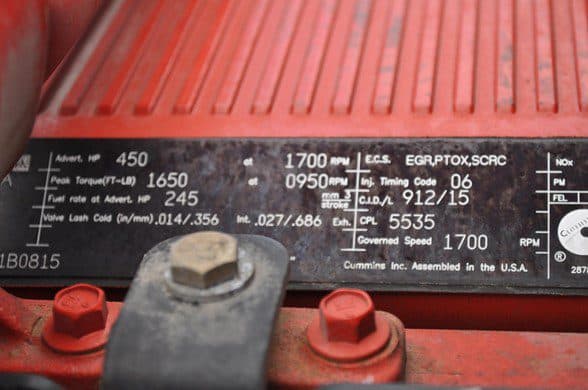 Advert. HP 450 at 1700 RPM
Peak Torque(FT-LB) 1650 at 0950 RPM
Fuel rate at Advert. HP 245 mm 3 stroke
Valve Lash Cold (in/mm) .014/.356 Int. .027/.686 Exh.
1B0815
E.C.S. EGR,PTOX,SCRC
Inj. Timing Code 06
C.I.D./L 912/15
CPL 5535
Governed Speed 1700 RPM
Cummins Inc. Assembled in the U.S.A.
NOx
PM
FEL
Cummins
®
287